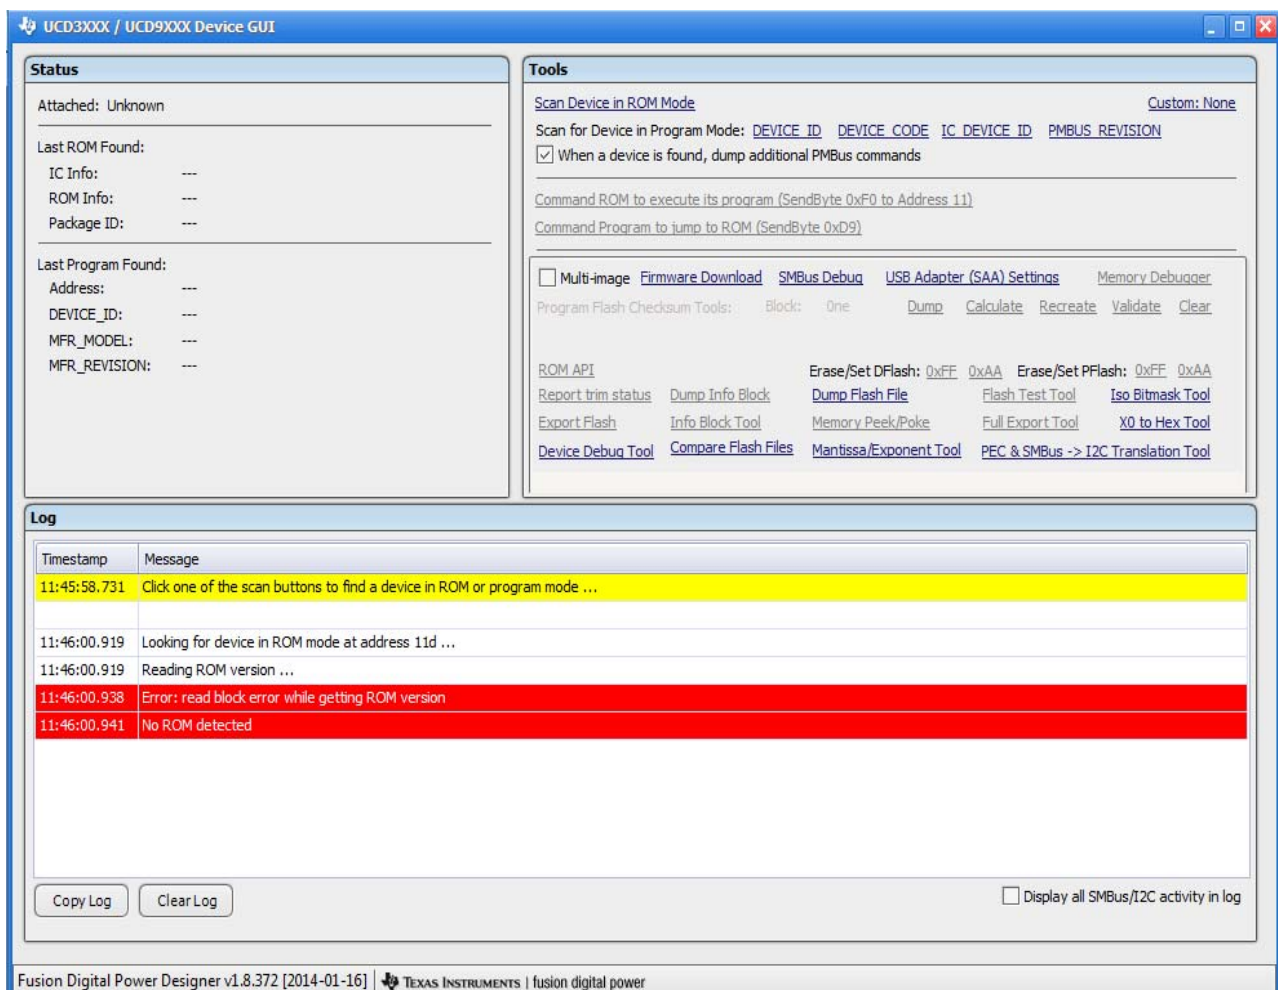 UCD3XXX / UCD9XXX Device GUI
Status
Attached: Unknown
Last ROM Found:
IC Info: ---
ROM Info: ---
Package ID: ---
Last Program Found:
Address: ---
DEVICE_ID: ---
MFR_MODEL: ---
MFR_REVISION: ---
Tools
Scan Device in ROM Mode Custom: None
Scan for Device in Program Mode: DEVICE_ID DEVICE_CODE IC_DEVICE_ID PMBUS_REVISION
When a device is found, dump additional PMBus commands
Command ROM to execute its program (SendByte 0xF0 to Address 11)
Command Program to jump to ROM (SendByte 0xD9)
Multi-image Firmware Download SMBus Debug USB Adapter (SAA) Settings Memory Debugger
Program Flash Checksum Tools: Block: One Dump Calculate Recreate Validate Clear
ROM API Erase/Set DFlash: 0xFF 0xAA Erase/Set PFlash: 0xFF 0xAA
Report trim status Dump Info Block Dump Flash File Flash Test Tool Iso Bitmask Tool
Export Flash Info Block Tool Memory Peek/Poke Full Export Tool X0 to Hex Tool
Device Debug Tool Compare Flash Files Mantissa/Exponent Tool PEC & SMBus -> I2C Translation Tool
Log
Timestamp Message
11:45:58.731 Click one of the scan buttons to find a device in ROM or program mode ...
11:46:00.919 Looking for device in ROM mode at address 11d ...
11:46:00.919 Reading ROM version ...
11:46:00.938 Error: read block error while getting ROM version
11:46:00.941 No ROM detected
Copy Log Clear Log Display all SMBus/I2C activity in log
Fusion Digital Power Designer v1.8.372 [2014-01-16] TEXAS INSTRUMENTS | fusion digital power